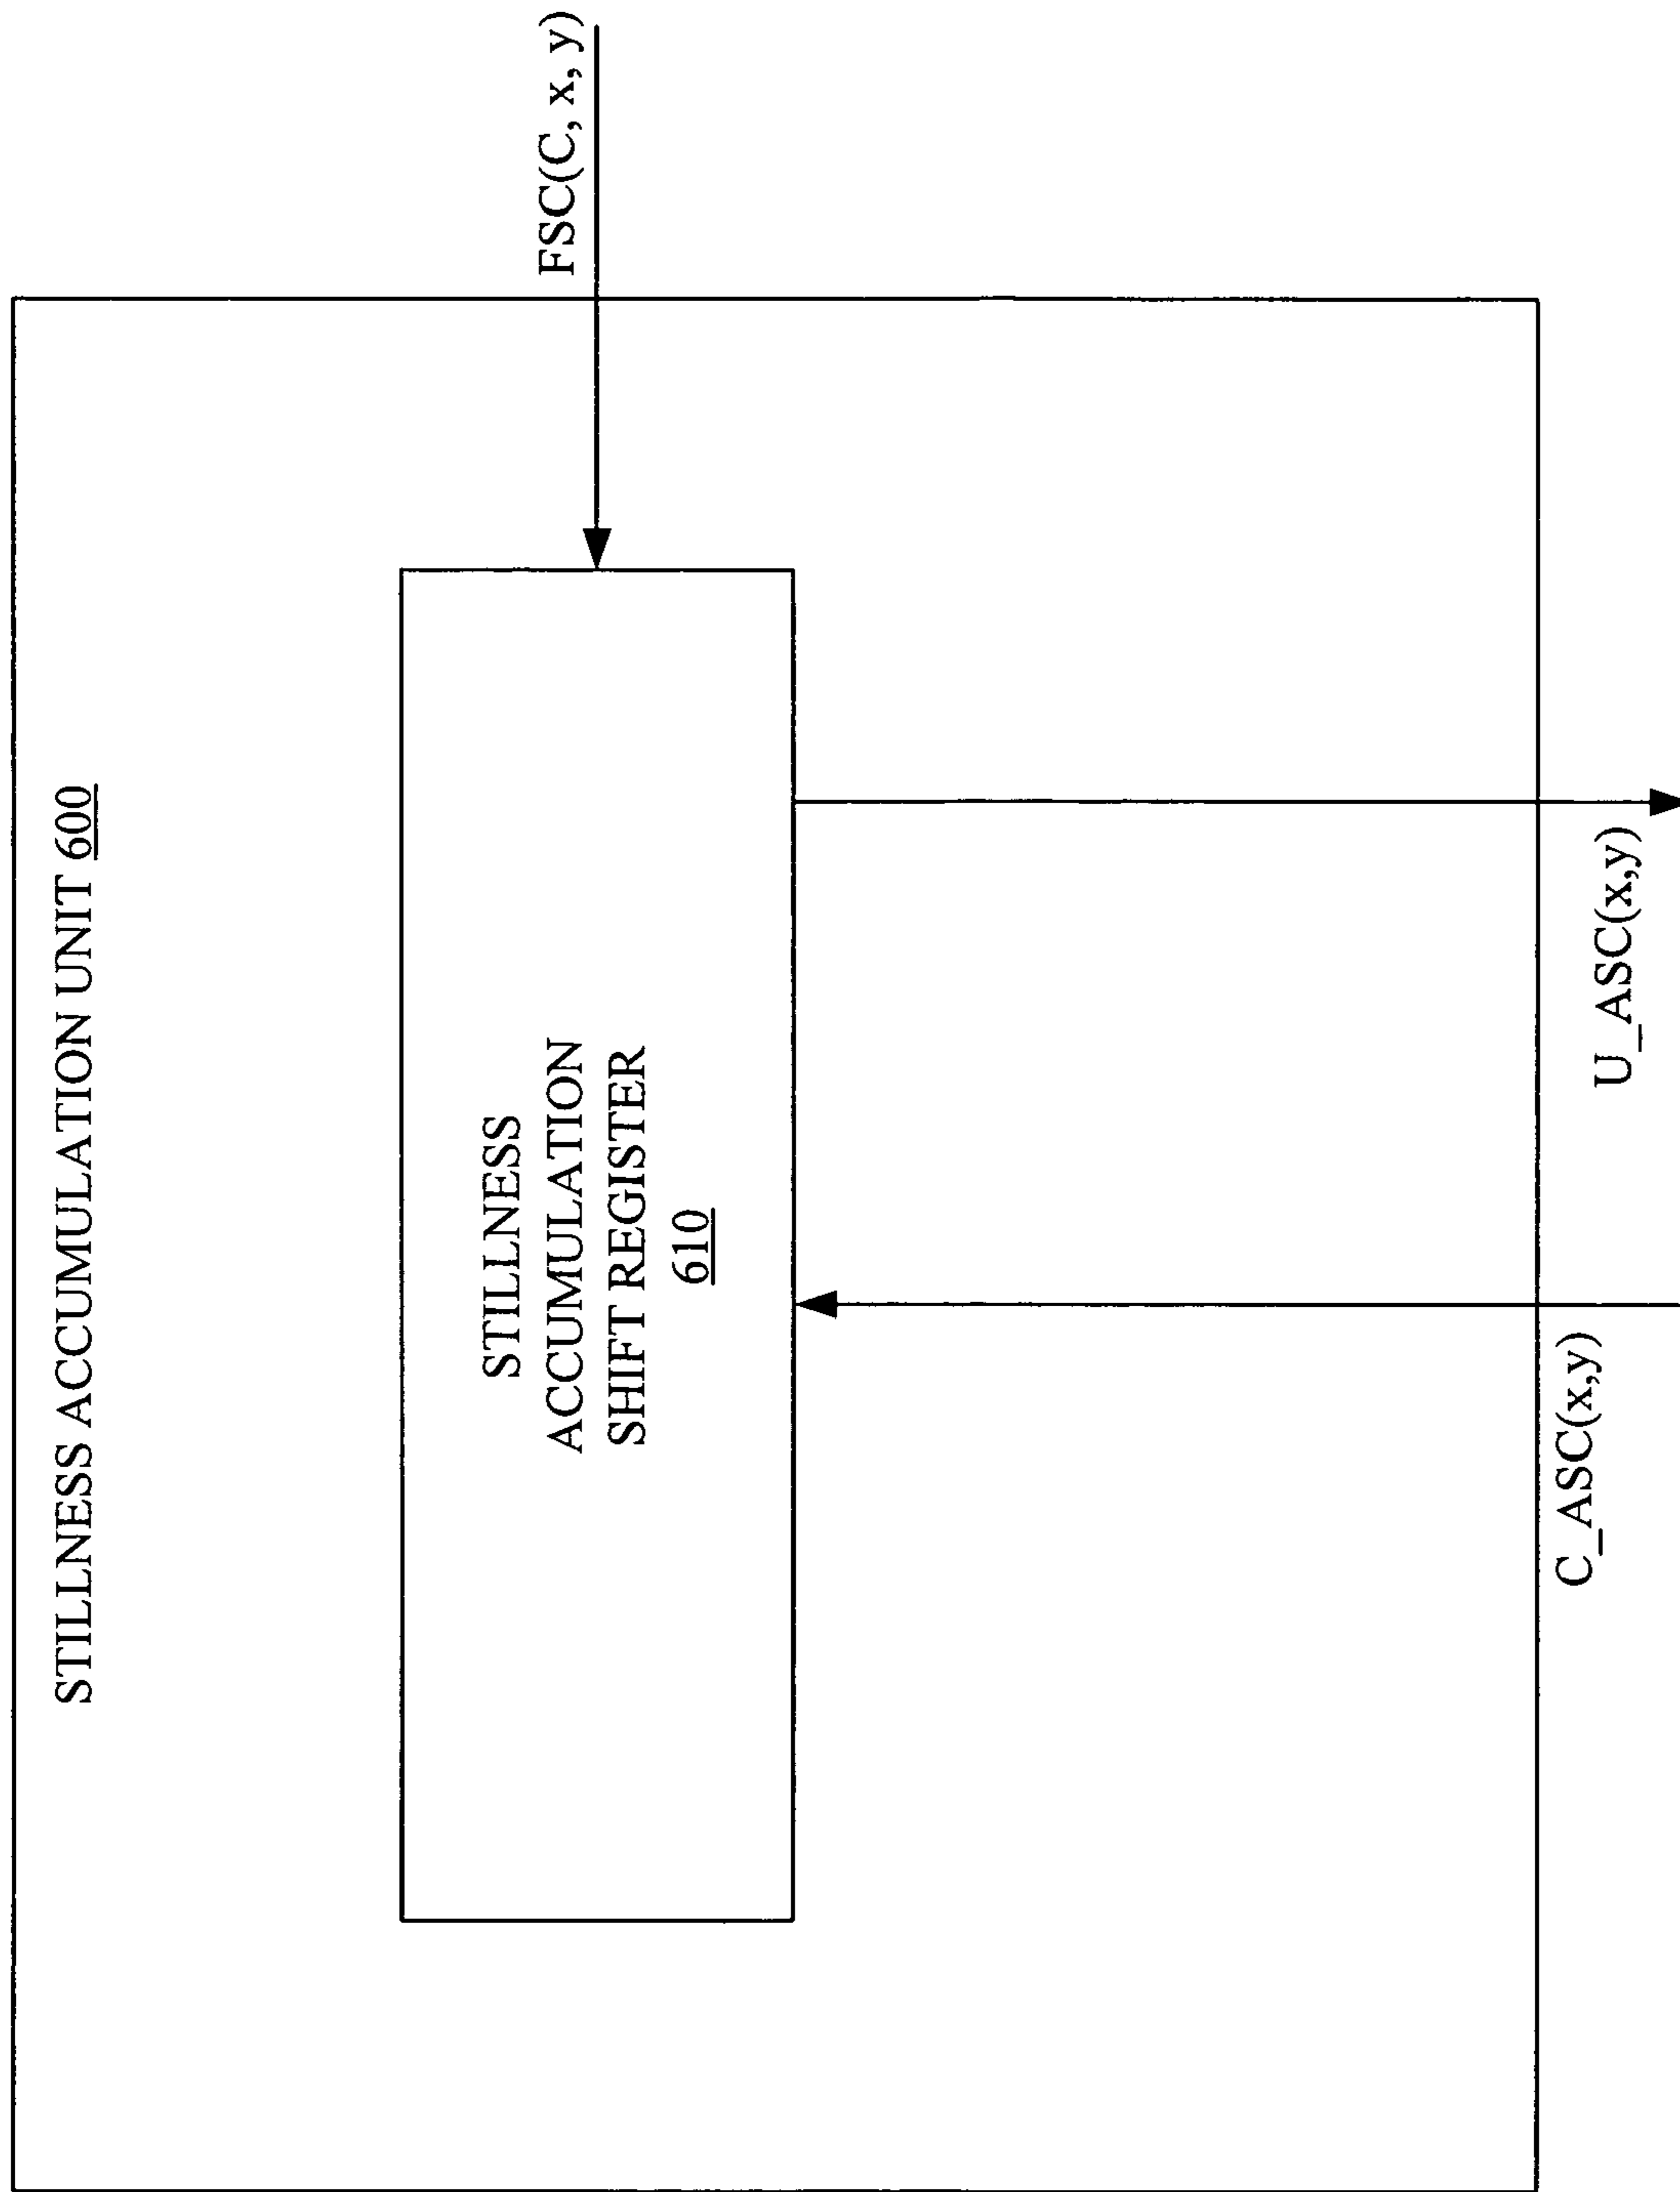 STILLNESS ACCUMULATION UNIT 600
STILLNESS
ACCUMULATION
SHIFT REGISTER
610
FSC(C, x, y)
C_ASC(x,y)
U_ASC(x,y)